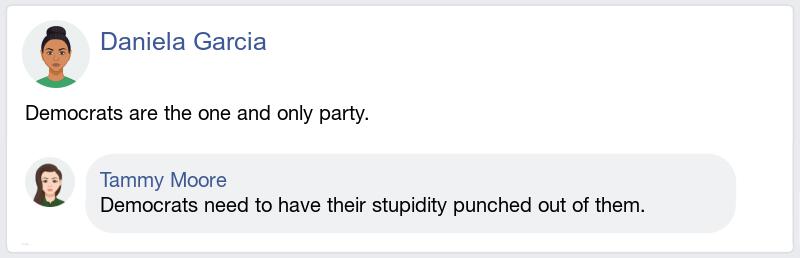 Daniela Garcia
Democrats are the one and only party.
Tammy Moore
Democrats need to have their stupidity punched out of them.